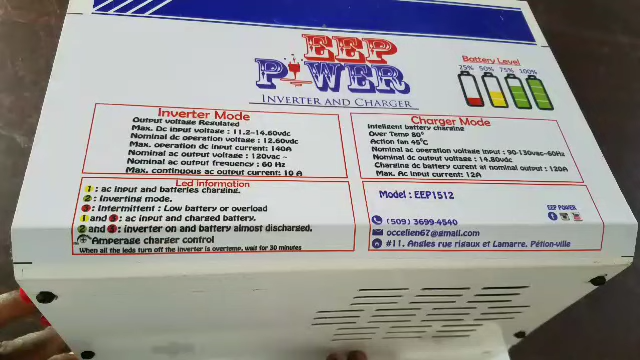 EEP
POWER
INVERTER AND CHARGER
Battery Level
25% 50% 75% 100%
Inverter Mode
Output voltage Regulated
Max. Dc input voltage : 11.2-14.60vdc
Nominal dc operation voltage : 12.60vdc
Max. operation dc input current: 140A
Nominal ac output voltage : 120vac ~
Nominal ac output frequency : 60 Hz
Max. continuous ac output current: 10 A
Charger Mode
Intelligent battery charging
Over Temp 80°
Action fan 45°C
Nominal ac operation voltage input : 90-130vac-60Hz
Nominal dc output voltage : 14.80vdc
Charging dc battery curent at nominal output : 120A
Max. Ac input current: 12A
Led information
1 : ac input and batteries charging.
2 : Inverting mode.
3 : Intermittent : Low battery or overload
1 and 3 : ac input and charged battery.
2 and 3 : inverter on and battery almost discharged.
Amperage charger control
When all the leds turn off the inverter is overtemp, wait for 30 minutes
Model : EEP1512
EEP POWER
(509) 3699-4540
occelien67@gmail.com
#11, Angles rue rigaux et Lamarre, Pétion-ville